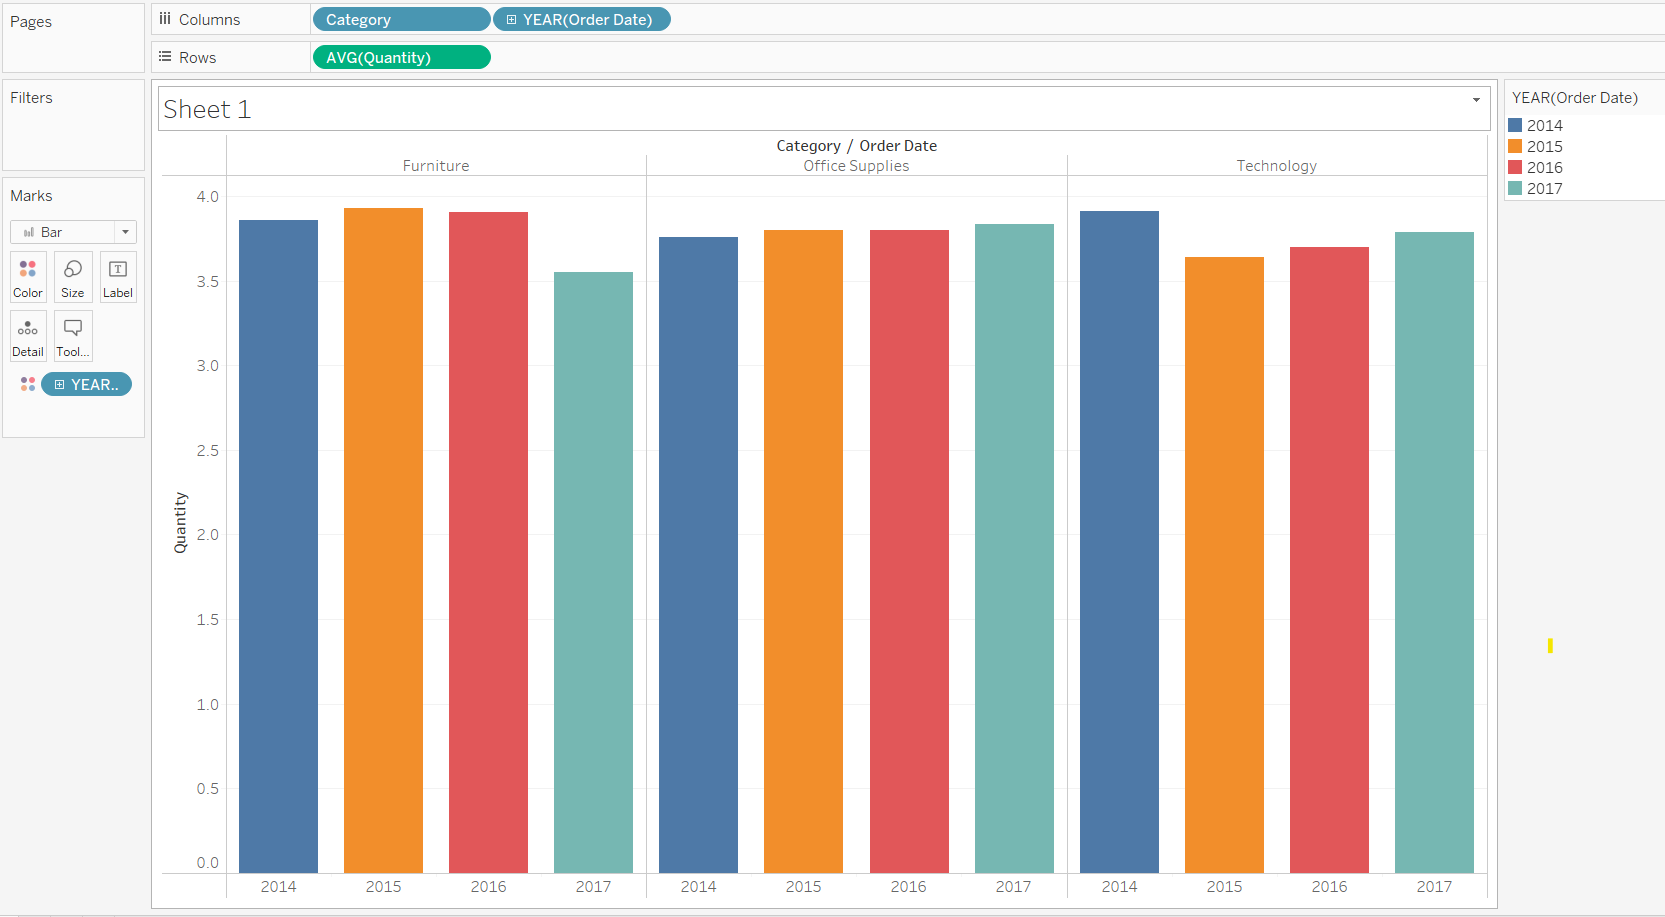 Pages
Columns Category YEAR(Order Date)
Rows AVG(Quantity)
Filters
Marks
Bar
Color Size T Label
Detail Tool...
YEAR..
Sheet 1
Category / Order Date
Furniture Office Supplies Technology
Quantity
4.0
3.5
3.0
2.5
2.0
1.5
1.0
0.5
0.0
2014 2015 2016 2017 2014 2015 2016 2017 2014 2015 2016 2017
YEAR(Order Date)
2014
2015
2016
2017